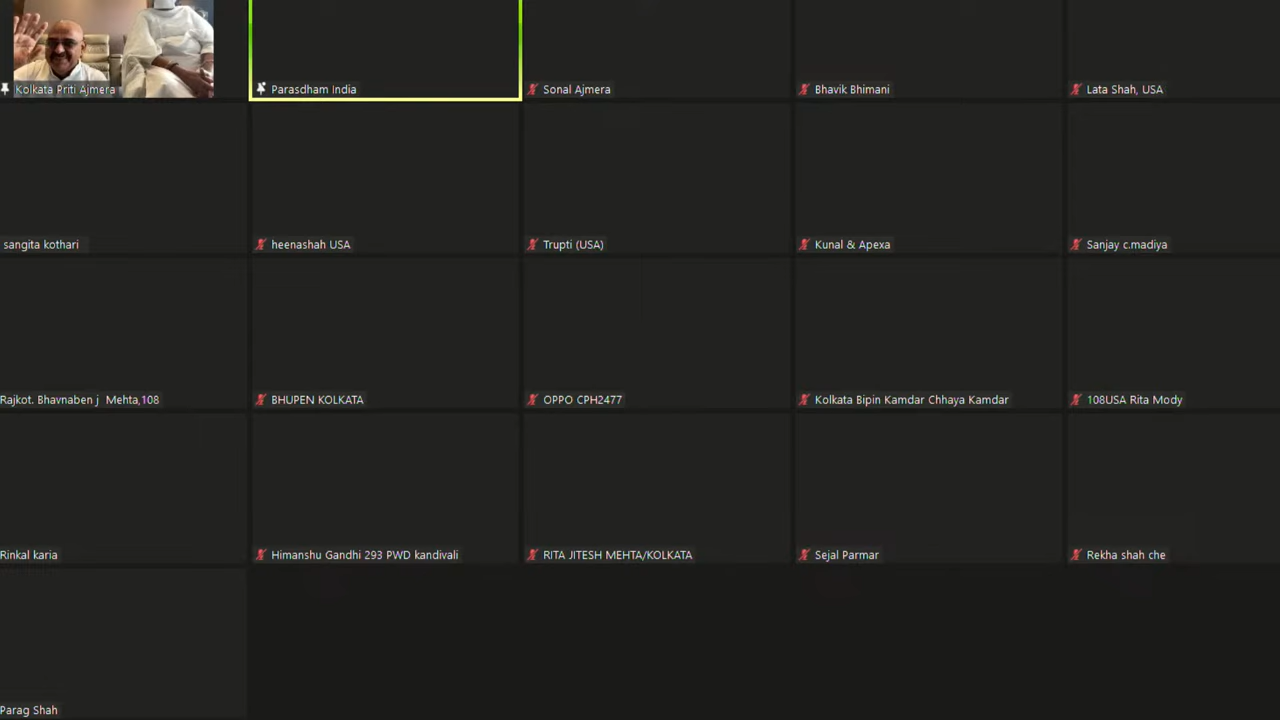 Kolkata Priti Ajmera
Parasdham India
Sonal Ajmera
Bhavik Bhimani
Lata Shah, USA
sangita kothari
heenashah USA
Trupti (USA)
Kunal & Apexa
Sanjay c.madiya
Rajkot. Bhavnaben j Mehta,108
BHUPEN KOLKATA
OPPO CPH2477
Kolkata Bipin Kamdar Chhaya Kamdar
108USA Rita Mody
Rinkal karia
Himanshu Gandhi 293 PWD kandivali
RITA JITESH MEHTA/KOLKATA
Sejal Parmar
Rekha shah che
Parag Shah